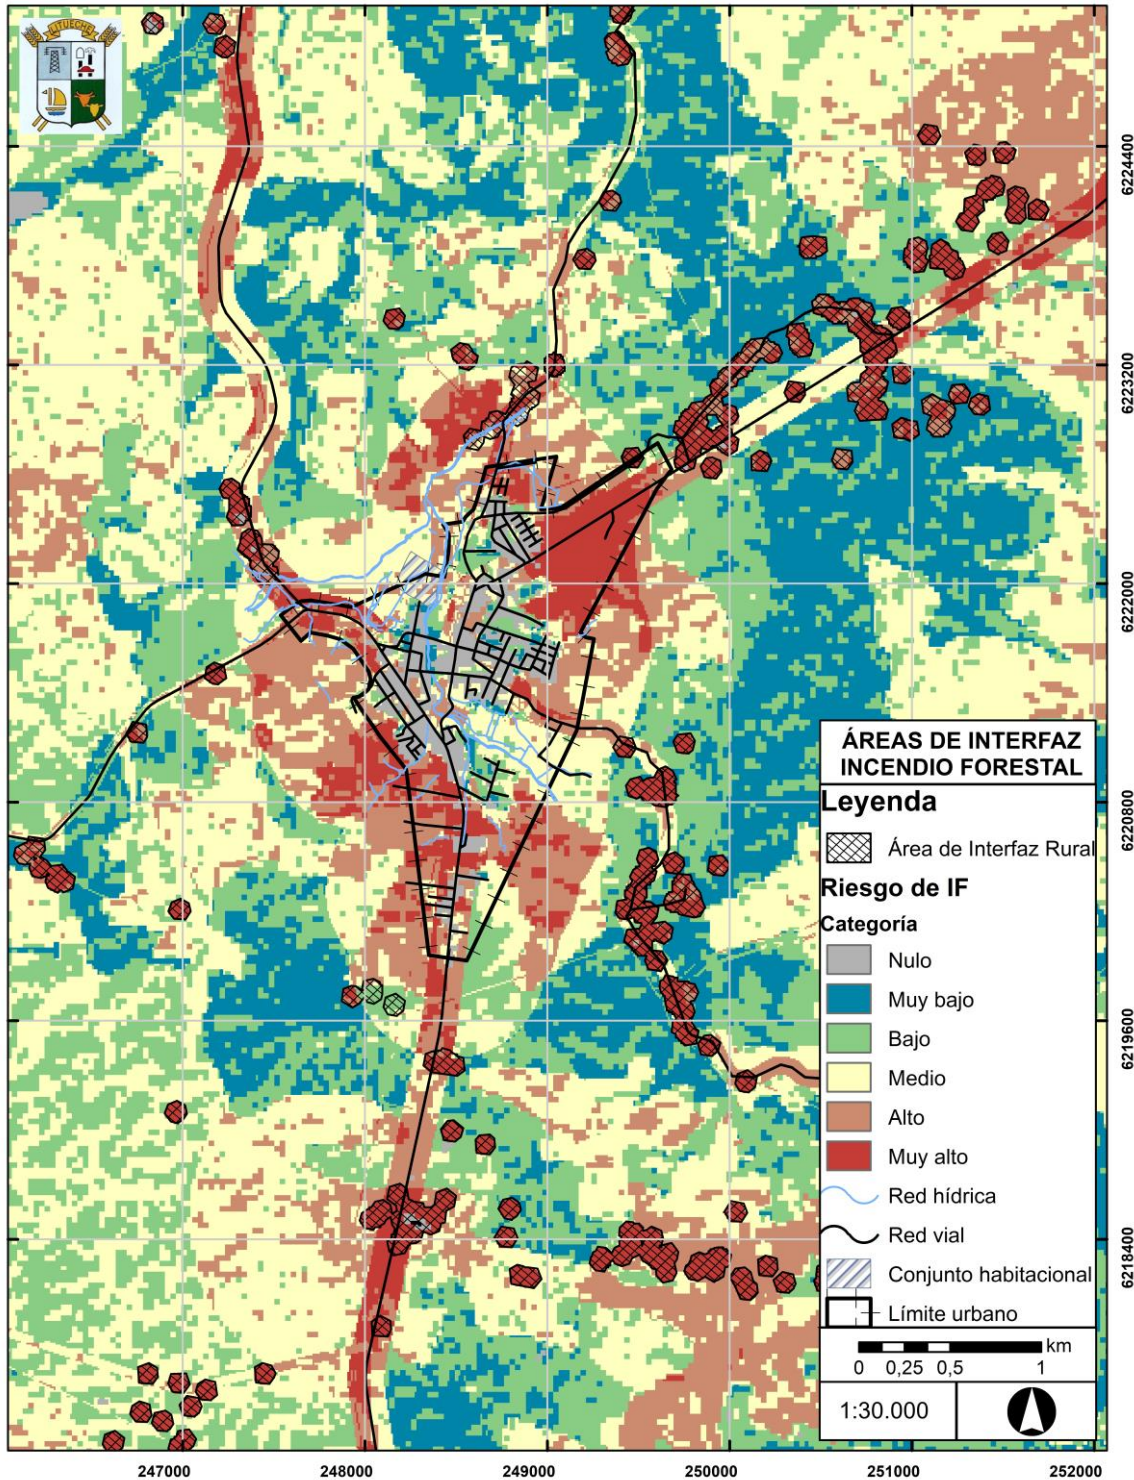 LITUECHE
6224400
6223200
6222000
6220800
6219600
6218400
ÁREAS DE INTERFAZ
INCENDIO FORESTAL
Leyenda
Área de Interfaz Rural
Riesgo de IF
Categoría
Nulo
Muy bajo
Bajo
Medio
Alto
Muy alto
Red hídrica
Red vial
Conjunto habitacional
Límite urbano
km
0 0,25 0,5 1
1:30.000
247000 248000 249000 250000 251000 252000